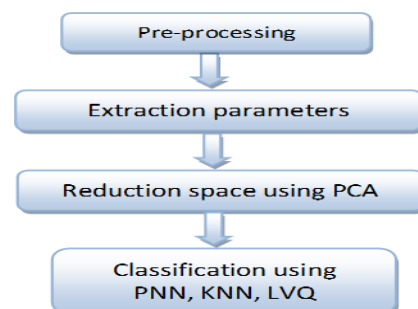 Pre-processing
Extraction parameters
Reduction space using PCA
Classification using
PNN, KNN, LVQ